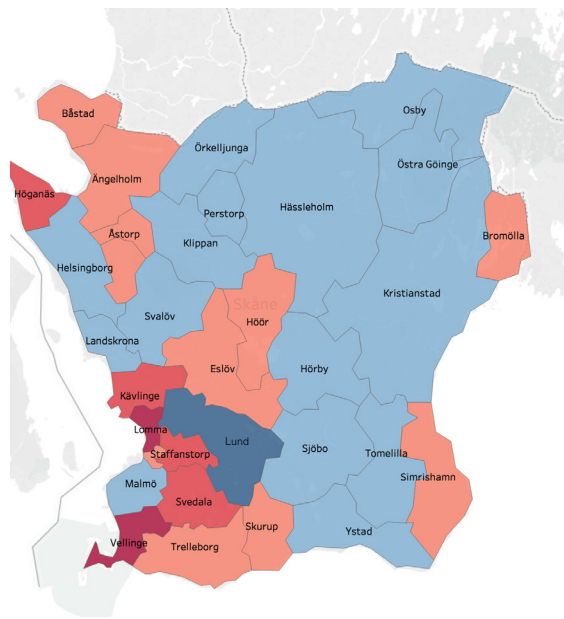 Båstad
Osby
Örkelljunga
Östra Göinge
Ängelholm
Höganäs
Perstorp
Hässleholm
Åstorp
Bromölla
Klippan
Helsingborg
Kristianstad
Skåne
Svalöv
Höör
Landskrona
Eslöv
Hörby
Kävlinge
Lomma
Lund
Staffanstorp
Sjöbo
Tomelilla
Simrishamn
Malmö
Svedala
Skurup
Ystad
Vellinge
Trelleborg